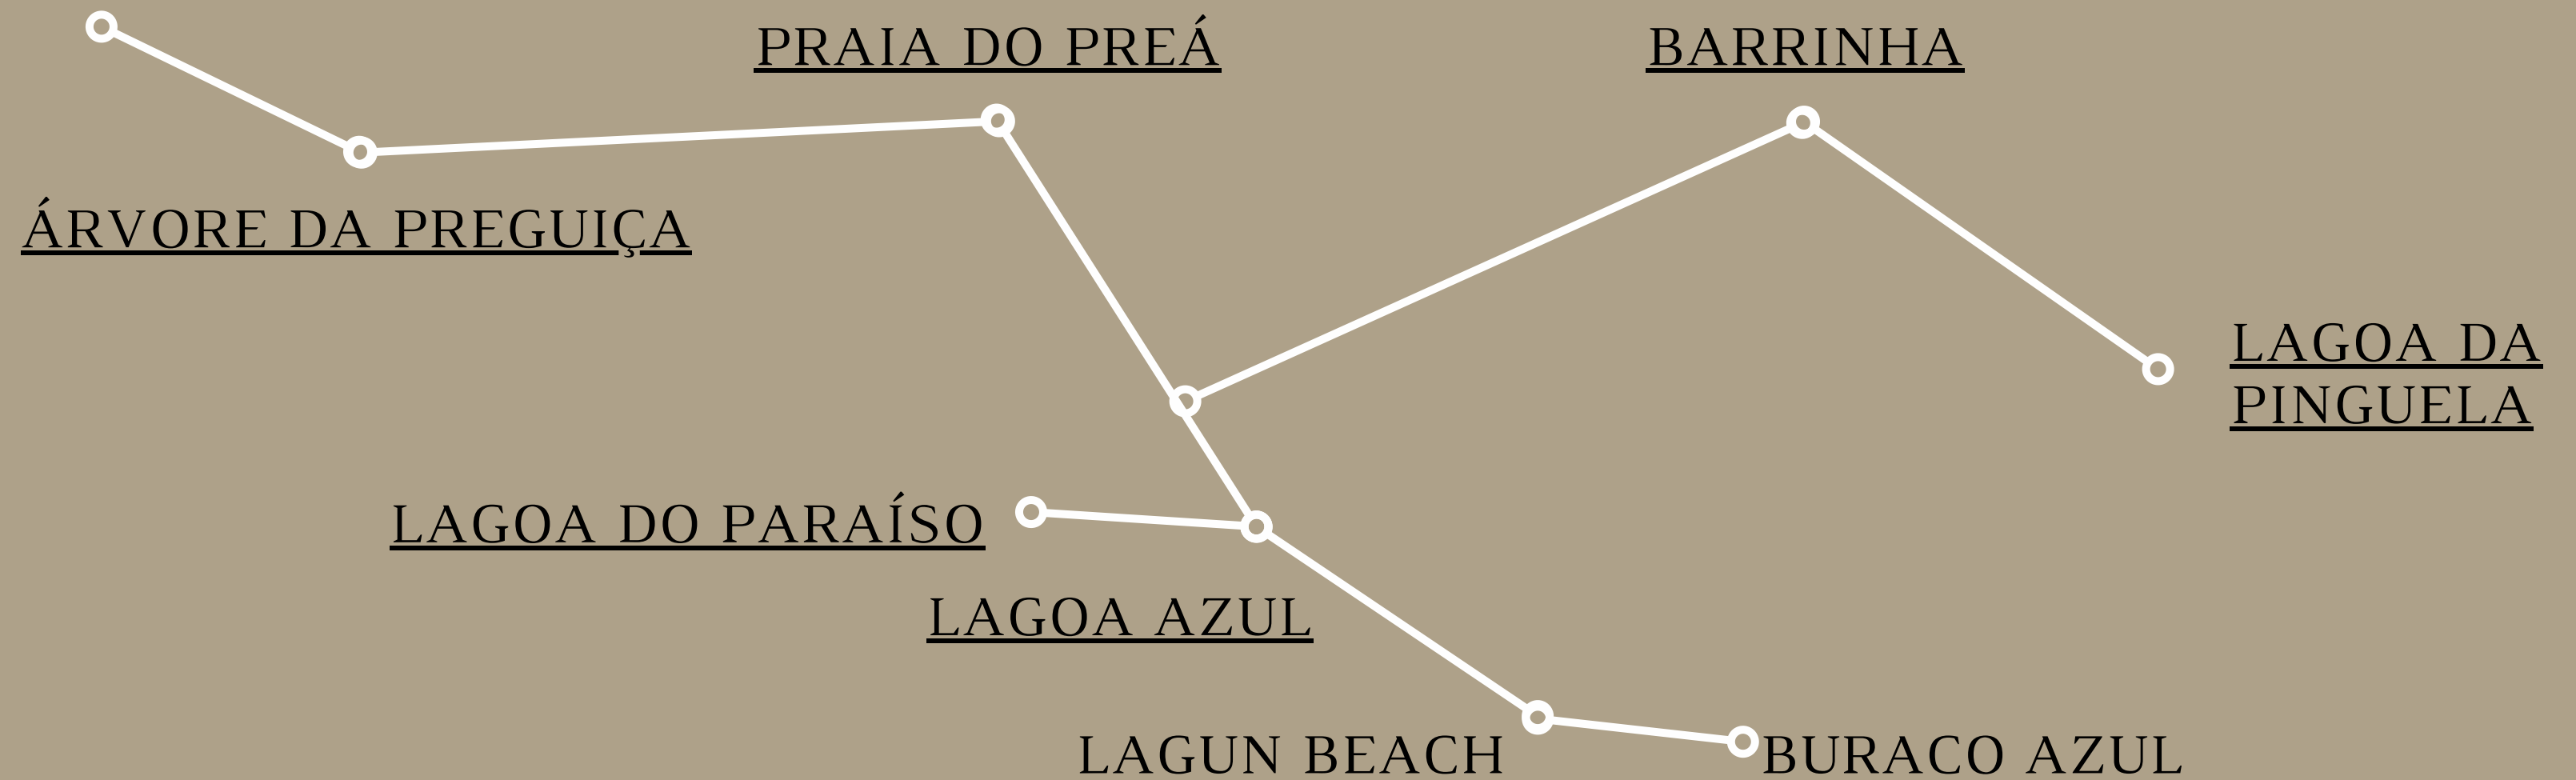 PRAIA DO PREÁ
BARRINHA
ÁRVORE DA PREGUIÇA
LAGOA DA
PINGUELA
LAGOA DO PARAÍSO
LAGOA AZUL
LAGUN BEACH
BURACO AZUL